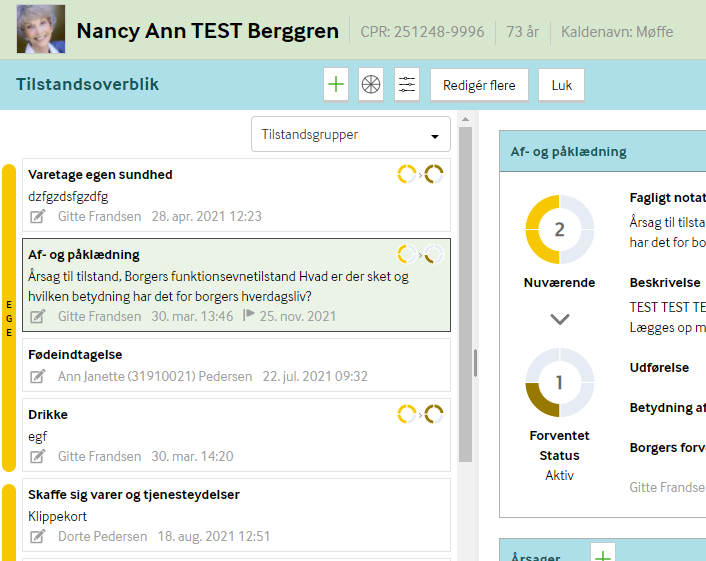 Nancy Ann TEST Berggren CPR: 251248-9996 73 år Kaldenavn: Møffe
Tilstandsoverblik Redigér flere Luk
Tilstandsgrupper
EGE
Varetage egen sundhed
dzfgzdsfgzdfg
Gitte Frandsen 28. apr. 2021 12:23
Af- og påklædning
Årsag til tilstand, Borgers funktionsevnetilstand Hvad er der sket og
hvilken betydning har det for borgers hverdagsliv?
Gitte Frandsen 30. mar. 13:46 25. nov. 2021
Fødeindtagelse
Ann Janette (31910021) Pedersen 22. jul. 2021 09:32
Drikke
egf
Gitte Frandsen 30. mar. 14:20
Skaffe sig varer og tjenesteydelser
Klippekort
Dorte Pedersen 18. aug. 2021 12:51
Af- og påklædning
2
Nuværende
1
Forventet
Status
Aktiv
Fagligt notat
Årsag til tilsta
har det for bo
Beskrivelse
TEST TEST TE
Lægges op m
Udførelse
Betydning af
Borgers forv
Gitte Frandse
Årsager